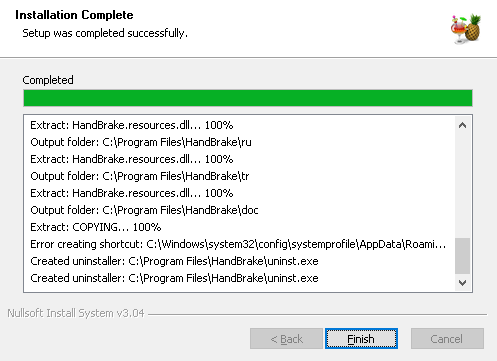 Installation Complete
Setup was completed successfully.
Completed
Extract: HandBrake.resources.dll... 100%
Output folder: C:\Program Files\HandBrake\ru
Extract: HandBrake.resources.dll... 100%
Output folder: C:\Program Files\HandBrake\tr
Extract: HandBrake.resources.dll... 100%
Output folder: C:\Program Files\HandBrake\doc
Extract: COPYING... 100%
Error creating shortcut: C:\Windows\system32\config\systemprofile\AppData\Roami...
Created uninstaller: C:\Program Files\HandBrake\uninst.exe
Created uninstaller: C:\Program Files\HandBrake\uninst.exe
Nullsoft Install System v3.04
< Back
Finish
Cancel